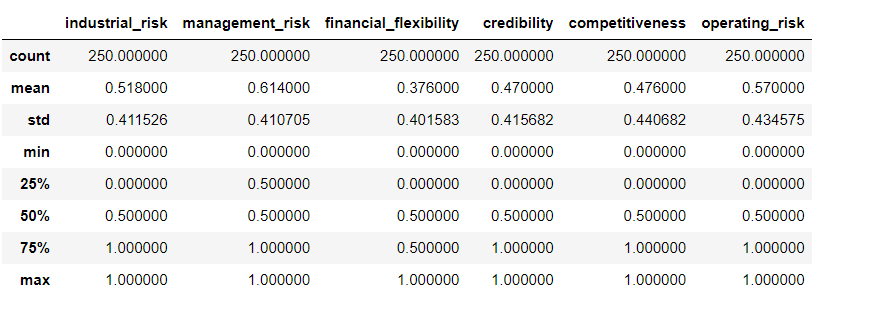 industrial_risk management_risk financial_flexibility credibility competitiveness operating_risk
count 250.000000 250.000000 250.000000 250.000000 250.000000 250.000000
mean 0.518000 0.614000 0.376000 0.470000 0.476000 0.570000
std 0.411526 0.410705 0.401583 0.415682 0.440682 0.434575
min 0.000000 0.000000 0.000000 0.000000 0.000000 0.000000
25% 0.000000 0.500000 0.000000 0.000000 0.000000 0.000000
50% 0.500000 0.500000 0.500000 0.500000 0.500000 0.500000
75% 1.000000 1.000000 0.500000 1.000000 1.000000 1.000000
max 1.000000 1.000000 1.000000 1.000000 1.000000 1.000000